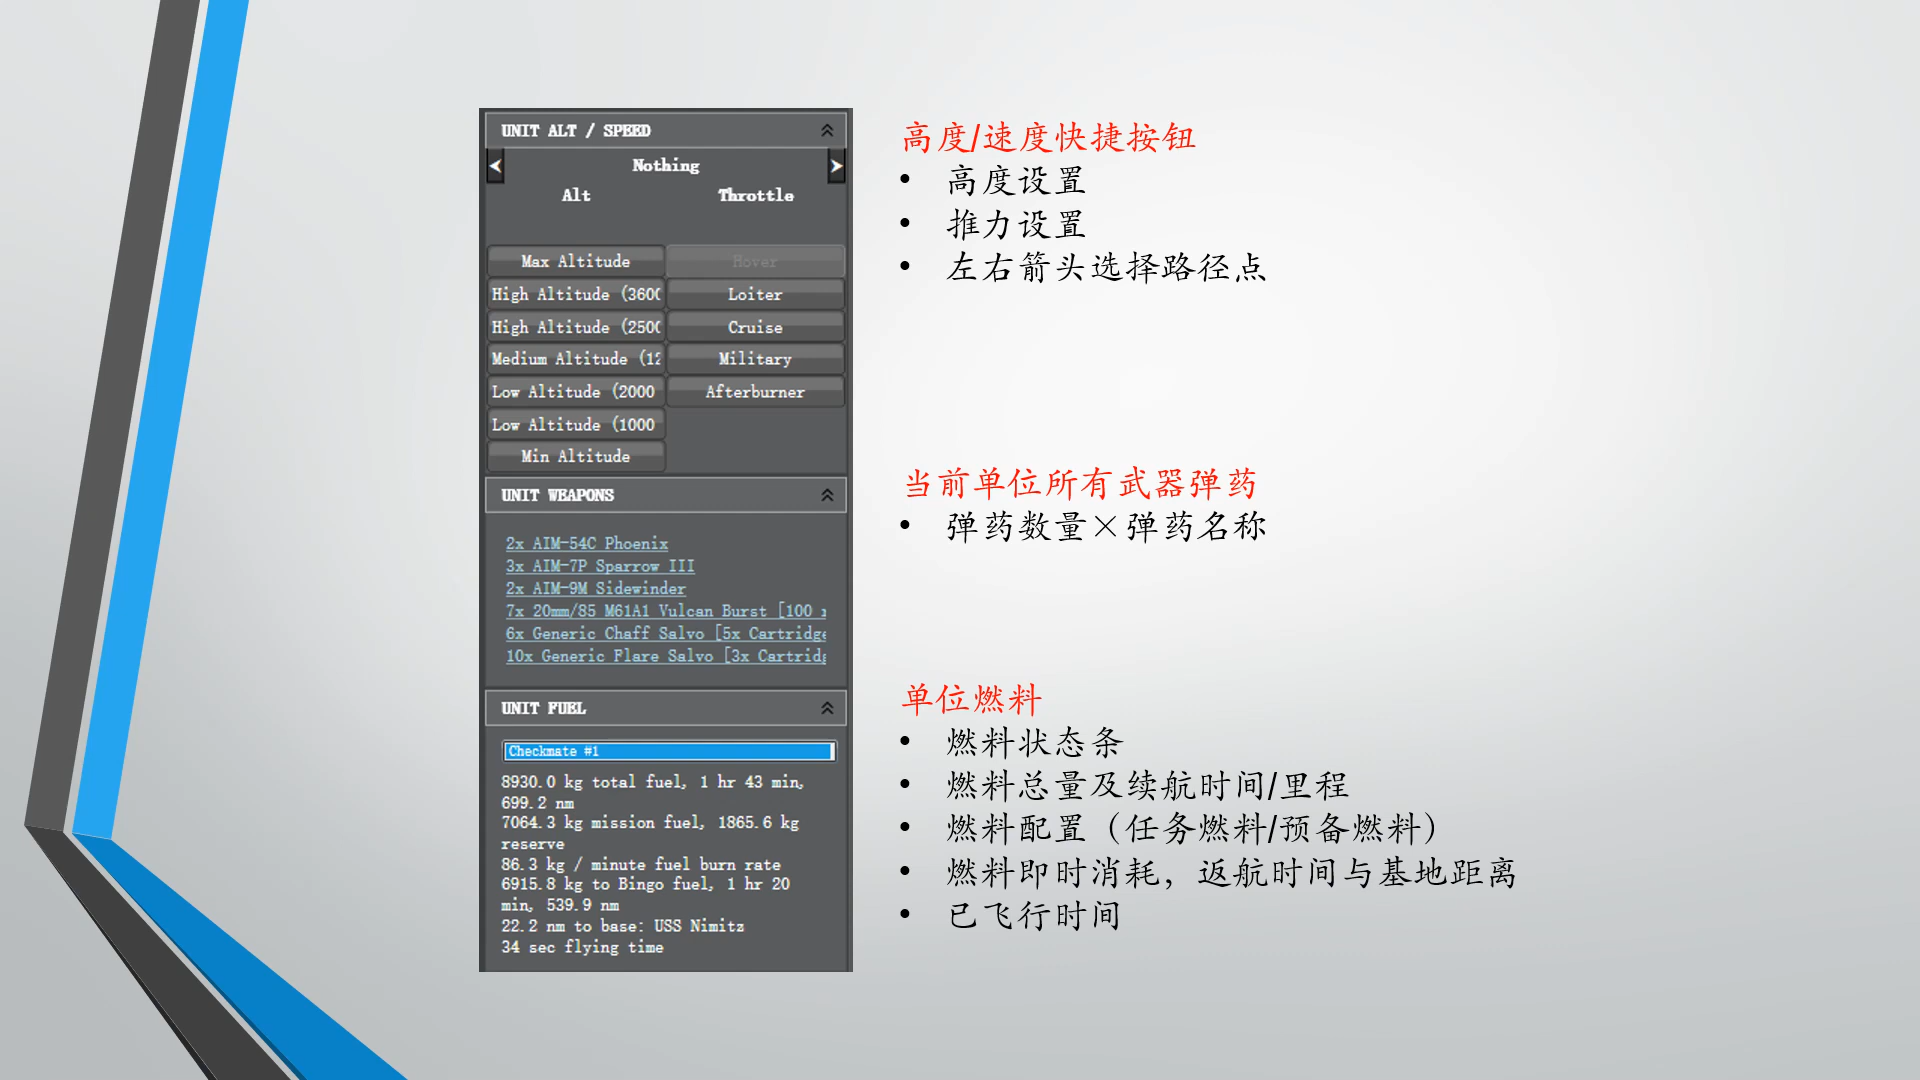 UNIT ALT / SPEED
Nothing
Alt Throttle
Max Altitude Hover
High Altitude (3600 Loiter
High Altitude (2500 Cruise
Medium Altitude (12 Military
Low Altitude (2000 Afterburner
Low Altitude (1000
Min Altitude
UNIT WEAPONS
2x AIM-54C Phoenix
3x AIM-7P Sparrow III
2x AIM-9M Sidewinder
7x 20mm/85 M61A1 Vulcan Burst [100
6x Generic Chaff Salvo [5x Cartridge
10x Generic Flare Salvo [3x Cartridg
UNIT FUEL
Checkmate #1
8930.0 kg total fuel, 1 hr 43 min,
699.2 nm
7064.3 kg mission fuel, 1865.6 kg
reserve
86.3 kg / minute fuel burn rate
6915.8 kg to Bingo fuel, 1 hr 20
min, 539.9 nm
22.2 nm to base: USS Nimitz
34 sec flying time
高度/速度快捷按钮
• 高度设置
• 推力设置
• 左右箭头选择路径点
当前单位所有武器弹药
• 弹药数量×弹药名称
单位燃料
• 燃料状态条
• 燃料总量及续航时间/里程
• 燃料配置（任务燃料/预备燃料）
• 燃料即时消耗，返航时间与基地距离
• 已飞行时间